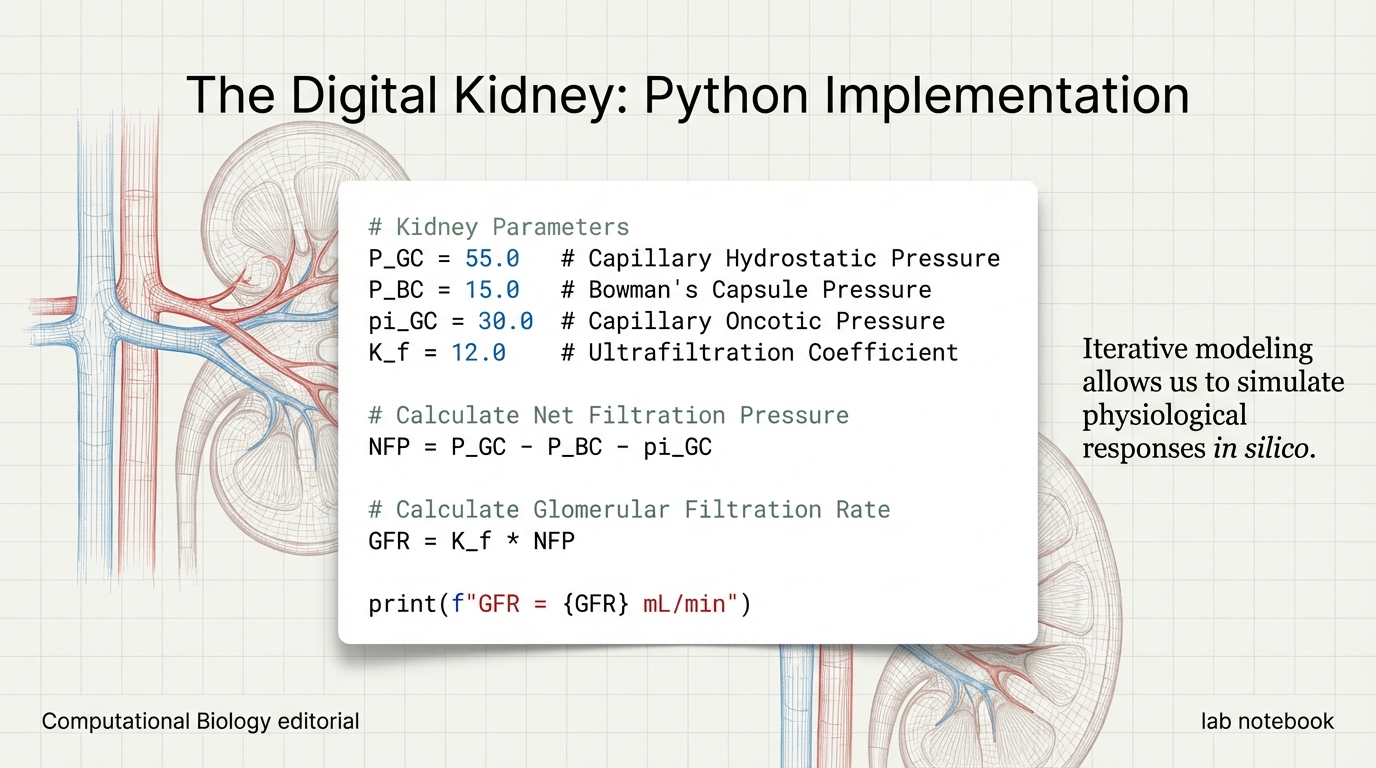 The Digital Kidney: Python Implementation
# Kidney Parameters
P_GC = 55.0   # Capillary Hydrostatic Pressure
P_BC = 15.0   # Bowman's Capsule Pressure
pi_GC = 30.0  # Capillary Oncotic Pressure
K_f = 12.0    # Ultrafiltration Coefficient
# Calculate Net Filtration Pressure
NFP = P_GC - P_BC - pi_GC
# Calculate Glomerular Filtration Rate
GFR = K_f * NFP
print(f"GFR = {GFR} mL/min")
Iterative modeling
allows us to simulate
physiological
responses in silico.
Computational Biology editorial
lab notebook